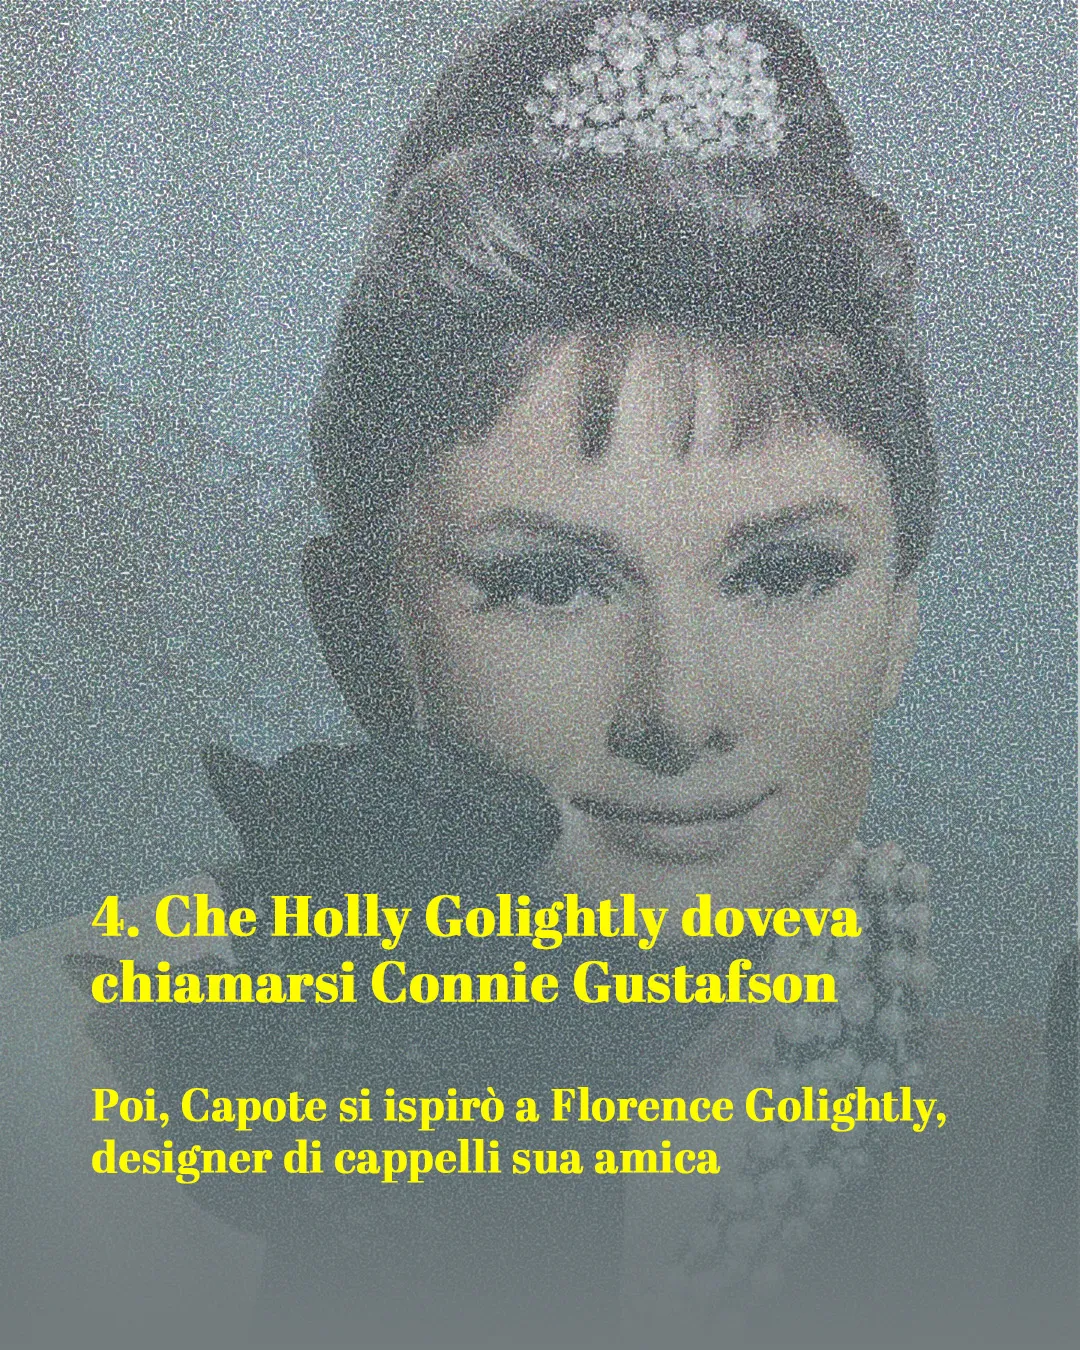 4. Che Holly Golightly doveva
chiamarsi Connie Gustafson
Poi, Capote si ispirò a Florence Golightly,
designer di cappelli sua amica